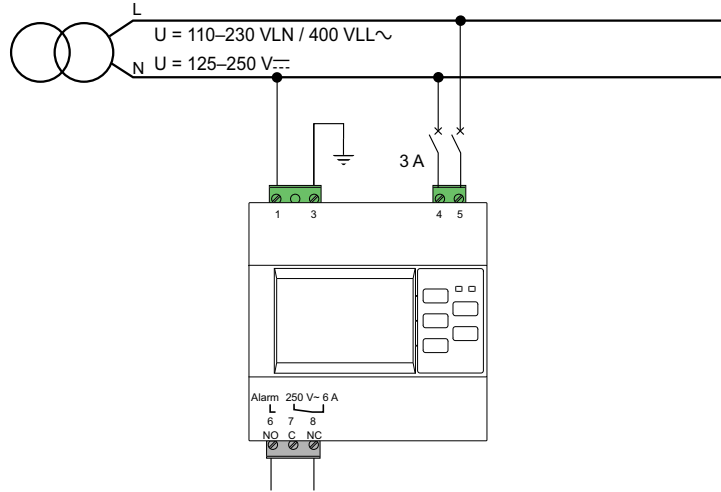 L
U = 110–230 VLN / 400 VLL~
N U = 125–250 V⎓
3 A
1 3 4 5
Alarm 250 V~ 6 A
6 7 8
NO C NC